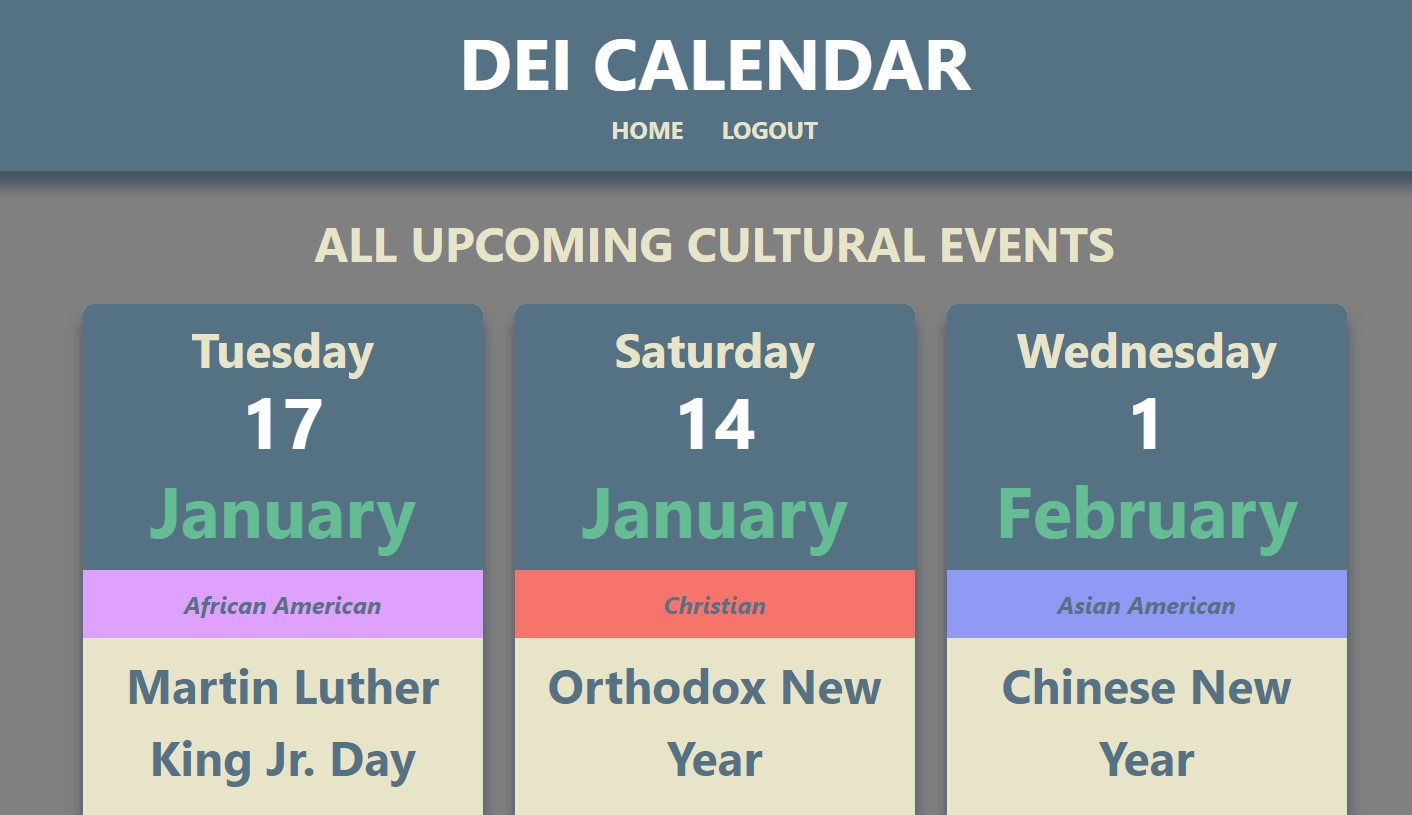 DEI CALENDAR
HOME LOGOUT
ALL UPCOMING CULTURAL EVENTS
Tuesday
17
January
African American
Martin Luther
King Jr. Day
Saturday
14
January
Christian
Orthodox New
Year
Wednesday
1
February
Asian American
Chinese New
Year